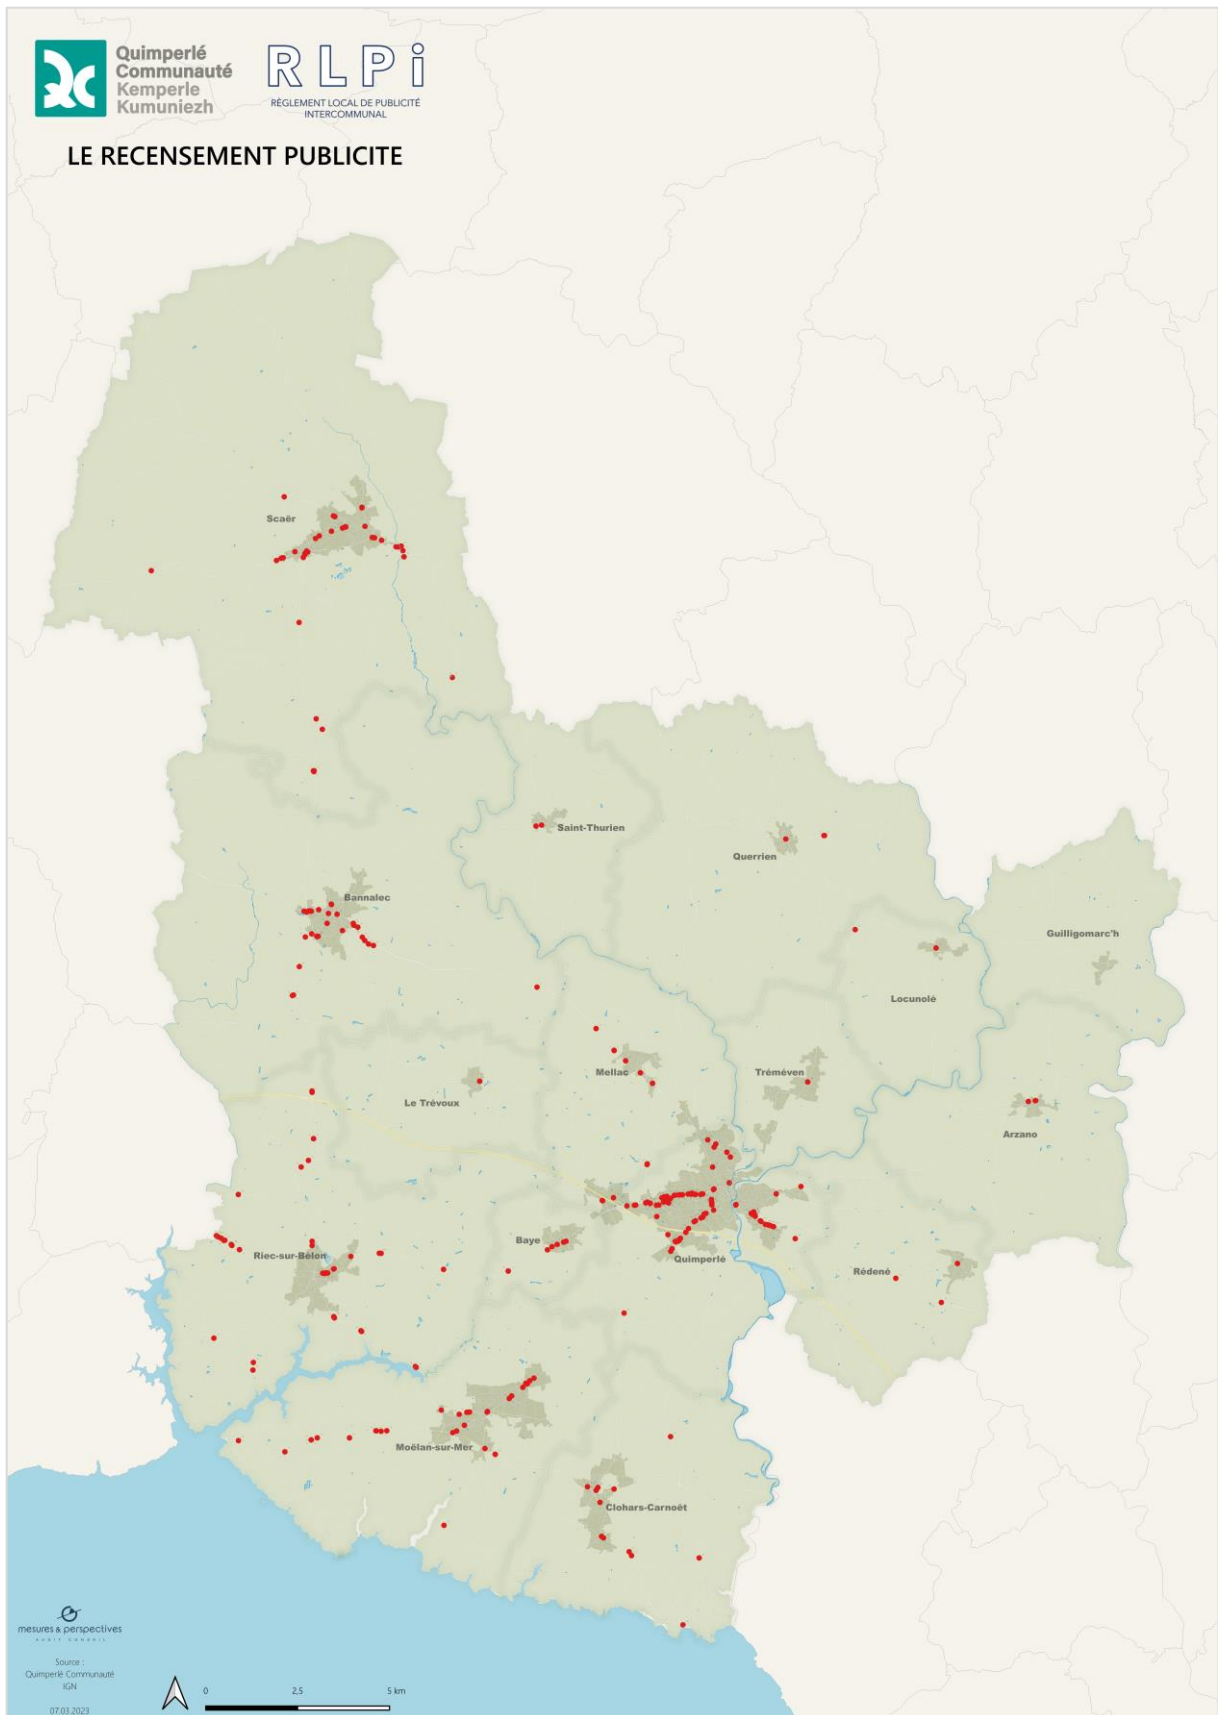 Quimperlé
Communauté
Kemperle
Kumuniezh
RLPi
RÈGLEMENT LOCAL DE PUBLICITÉ
INTERCOMMUNAL
LE RECENSEMENT PUBLICITE
Scaër
Saint-Thurien
Querrien
Bannalec
Guilligomarc'h
Locunolé
Mellac
Tréméven
Le Trévoux
Arzano
Baye
Riec-sur-Bélon
Quimperlé
Rédené
Moëlan-sur-Mer
Clohars-Carnoët
mesures & perspectives
AUDIT CONSEIL
Source :
Quimperlé Communauté
IGN
07.03.2023
0 2,5 5 km